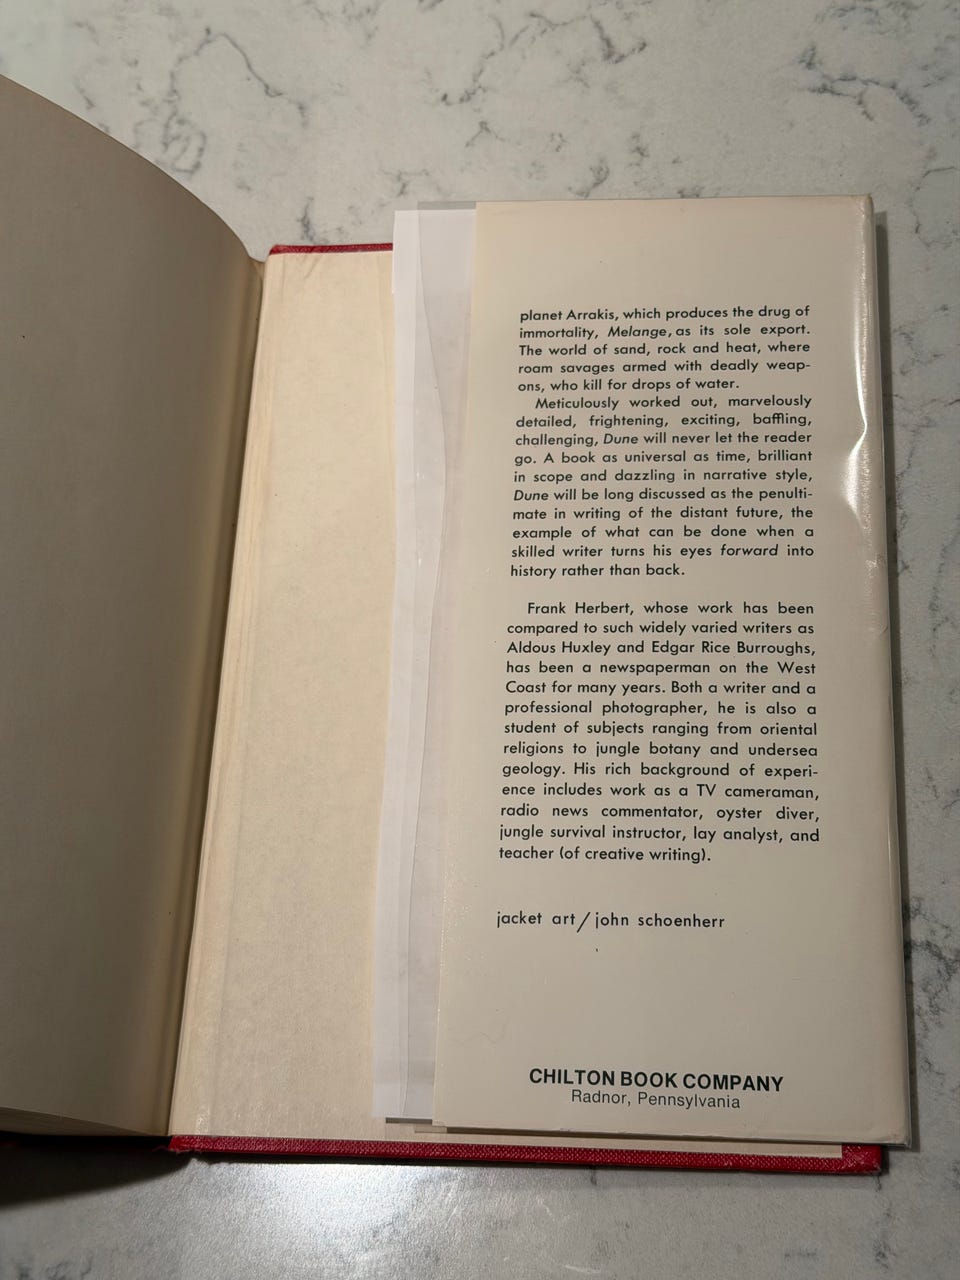 planet Arrakis, which produces the drug of
immortality, Melange, as its sole export.
The world of sand, rock and heat, where
roam savages armed with deadly weap-
ons, who kill for drops of water.
Meticulously worked out, marvelously
detailed, frightening, exciting, baffling,
challenging, Dune will never let the reader
go. A book as universal as time, brilliant
in scope and dazzling in narrative style,
Dune will be long discussed as the penulti-
mate in writing of the distant future, the
example of what can be done when a
skilled writer turns his eyes forward into
history rather than back.
Frank Herbert, whose work has been
compared to such widely varied writers as
Aldous Huxley and Edgar Rice Burroughs,
has been a newspaperman on the West
Coast for many years. Both a writer and a
professional photographer, he is also a
student of subjects ranging from oriental
religions to jungle botany and undersea
geology. His rich background of experi-
ence includes work as a TV cameraman,
radio news commentator, oyster diver,
jungle survival instructor, lay analyst, and
teacher (of creative writing).
jacket art/john schoenherr
CHILTON BOOK COMPANY
Radnor, Pennsylvania